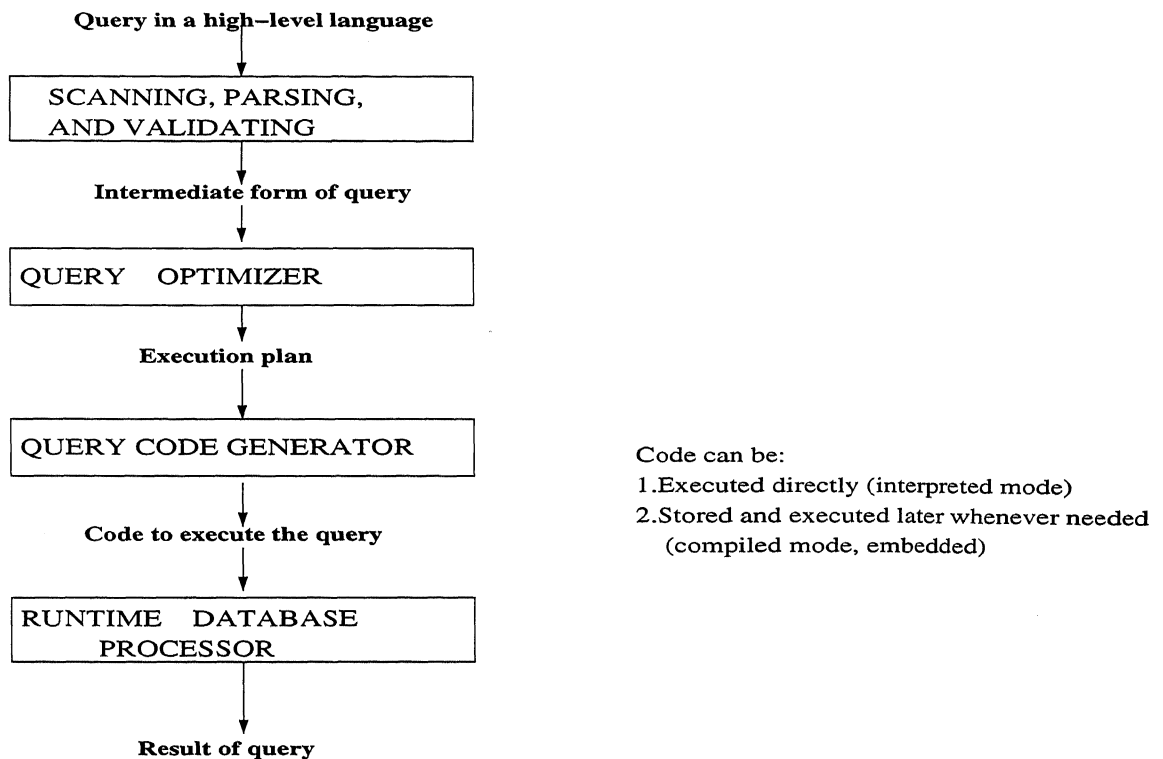 Query in a high–level language
SCANNING, PARSING,
AND VALIDATING
Intermediate form of query
QUERY OPTIMIZER
Execution plan
QUERY CODE GENERATOR
Code can be:
1.Executed directly (interpreted mode)
2.Stored and executed later whenever needed
(compiled mode, embedded)
Code to execute the query
RUNTIME DATABASE
PROCESSOR
Result of query